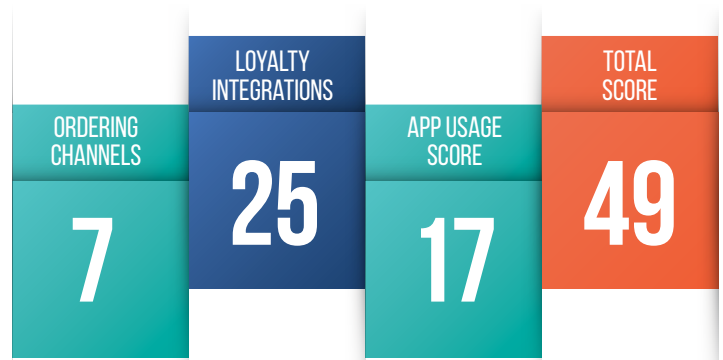 ORDERING
CHANNELS
7
LOYALTY
INTEGRATIONS
25
APP USAGE
SCORE
17
TOTAL
SCORE
49